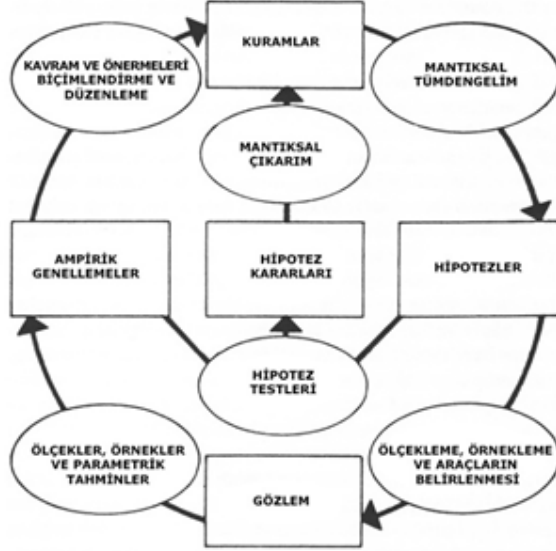 KURAMLAR
KAVRAM VE ÖNERMELERİ
BİÇİMLENDİRME VE
DÜZENLEME
MANTIKSAL
TÜMDENGELİM
MANTIKSAL
ÇIKARIM
AMPİRİK
GENELLEMELER
HİPOTEZ
KARARLARI
HİPOTEZLER
HİPOTEZ
TESTLERİ
ÖLÇEKLER, ÖRNEKLER
VE PARAMETRİK
TAHMİNLER
ÖLÇEKLEME, ÖRNEKLEME
VE ARAÇLARIN
BELİRLENMESİ
GÖZLEM